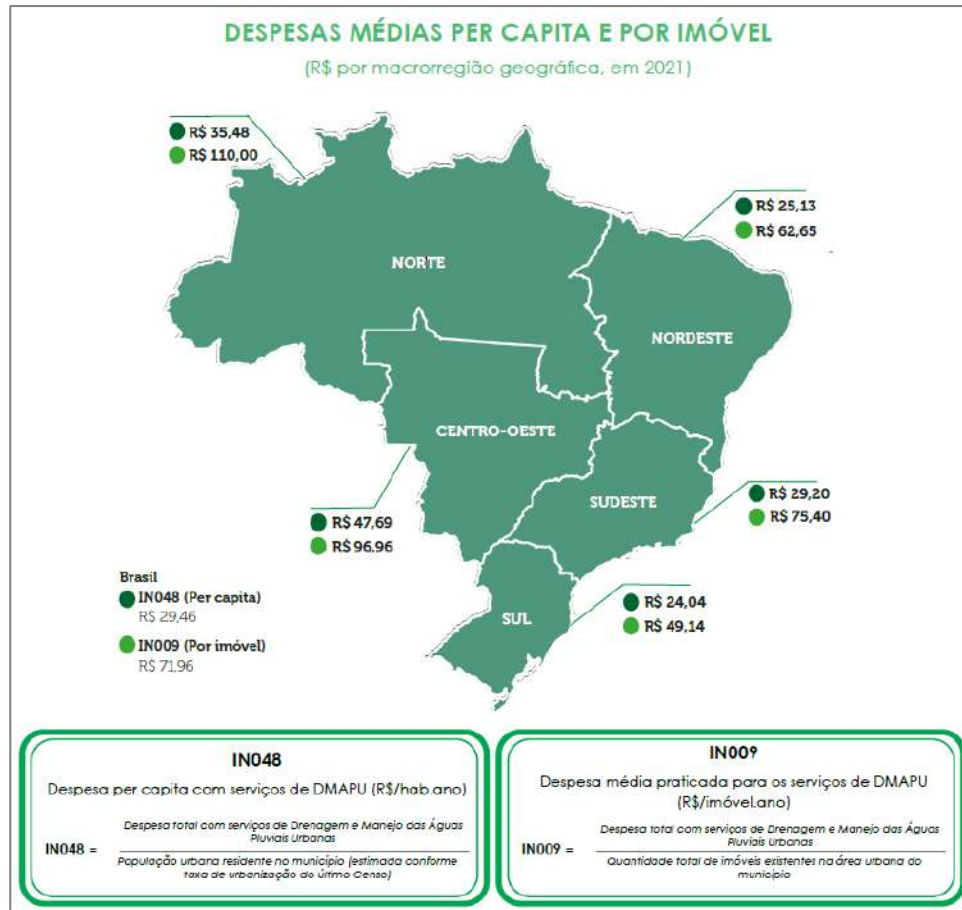 DESPESAS MÉDIAS PER CAPITA E POR IMÓVEL
(R$ por macrorregião geográfica, em 2021)
R$ 35,48
R$ 110,00
R$ 25,13
R$ 62,65
NORTE
NORDESTE
CENTRO-OESTE
SUDESTE
R$ 29,20
R$ 75,40
R$ 47,69
R$ 96,96
Brasil
IN048 (Per capita)
R$ 29,46
IN009 (Por imóvel)
R$ 71,96
SUL
R$ 24,04
R$ 49,14
IN048
Despesa per capita com serviços de DMAPU (R$/hab.ano)
IN048 =
Despesa total com serviços de Drenagem e Manejo das Águas
Pluviais Urbanas
População urbana residente no município (estimada conforme
taxa de urbanização do último Censo)
IN009
Despesa média praticada para os serviços de DMAPU
(R$/imóvel.ano)
IN009 =
Despesa total com serviços de Drenagem e Manejo das Águas
Pluviais Urbanas
Quantidade total de imóveis existentes na área urbana do
município